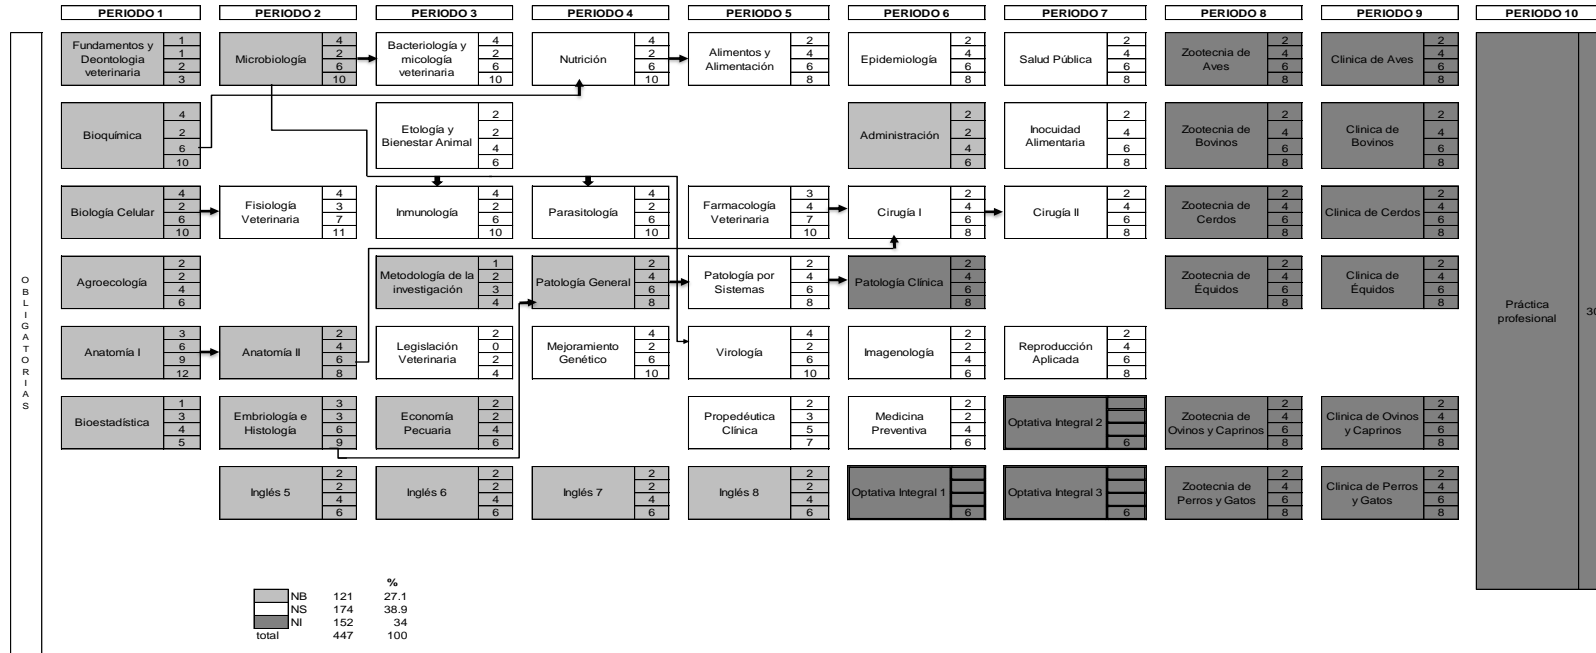 PERIODO 1 PERIODO 2 PERIODO 3 PERIODO 4 PERIODO 5 PERIODO 6 PERIODO 7 PERIODO 8 PERIODO 9 PERIODO 10
OBLIGATORIAS
Fundamentos y
Deontologia
veterinaria
1
1
2
3
Bioquímica
4
2
6
10
Biología Celular
4
2
6
10
Agroecología
2
2
4
6
Anatomía I
3
6
9
12
Bioestadística
1
3
4
5
Microbiología
4
2
6
10
Fisiología
Veterinaria
4
3
7
11
Anatomía II
2
4
6
8
Embriología e
Histología
3
3
6
9
Inglés 5
2
2
4
6
Bacteriología y
micología
veterinaria
4
2
6
10
Etología y
Bienestar Animal
2
2
4
6
Inmunología
4
2
6
10
Metodología de la
investigación
1
2
3
4
Legislación
Veterinaria
2
0
2
4
Economía
Pecuaria
2
2
4
6
Inglés 6
2
2
4
6
Nutrición
4
2
6
10
Parasitología
4
2
6
10
Patología General
2
4
6
8
Mejoramiento
Genético
4
2
6
10
Inglés 7
2
2
4
6
Alimentos y
Alimentación
2
4
6
8
Farmacología
Veterinaria
3
4
7
10
Patología por
Sistemas
2
4
6
8
Virología
4
2
6
10
Propedéutica
Clínica
2
3
5
7
Inglés 8
2
2
4
6
Epidemiología
2
4
6
8
Administración
2
2
4
6
Cirugía I
2
4
6
8
Patología Clínica
2
4
6
8
Imagenología
2
2
4
6
Medicina
Preventiva
2
2
4
6
Optativa Integral 1
6
Salud Pública
2
4
6
8
Inocuidad
Alimentaria
2
4
6
8
Cirugía II
2
4
6
8
Reproducción
Aplicada
2
4
6
8
Optativa Integral 2
6
Optativa Integral 3
6
Zootecnia de
Aves
2
4
6
8
Zootecnia de
Bovinos
2
4
6
8
Zootecnia de
Cerdos
2
4
6
8
Zootecnia de
Équidos
2
4
6
8
Zootecnia de
Ovinos y Caprinos
2
4
6
8
Zootecnia de
Perros y Gatos
2
4
6
8
Clinica de Aves
2
4
6
8
Clinica de
Bovinos
2
4
6
8
Clinica de Cerdos
2
4
6
8
Clinica de
Équidos
2
4
6
8
Clinica de Ovinos
y Caprinos
2
4
6
8
Clinica de Perros
y Gatos
2
4
6
8
Práctica
profesional
%
NB 121 27.1
NS 174 38.9
NI 152 34
total 447 100